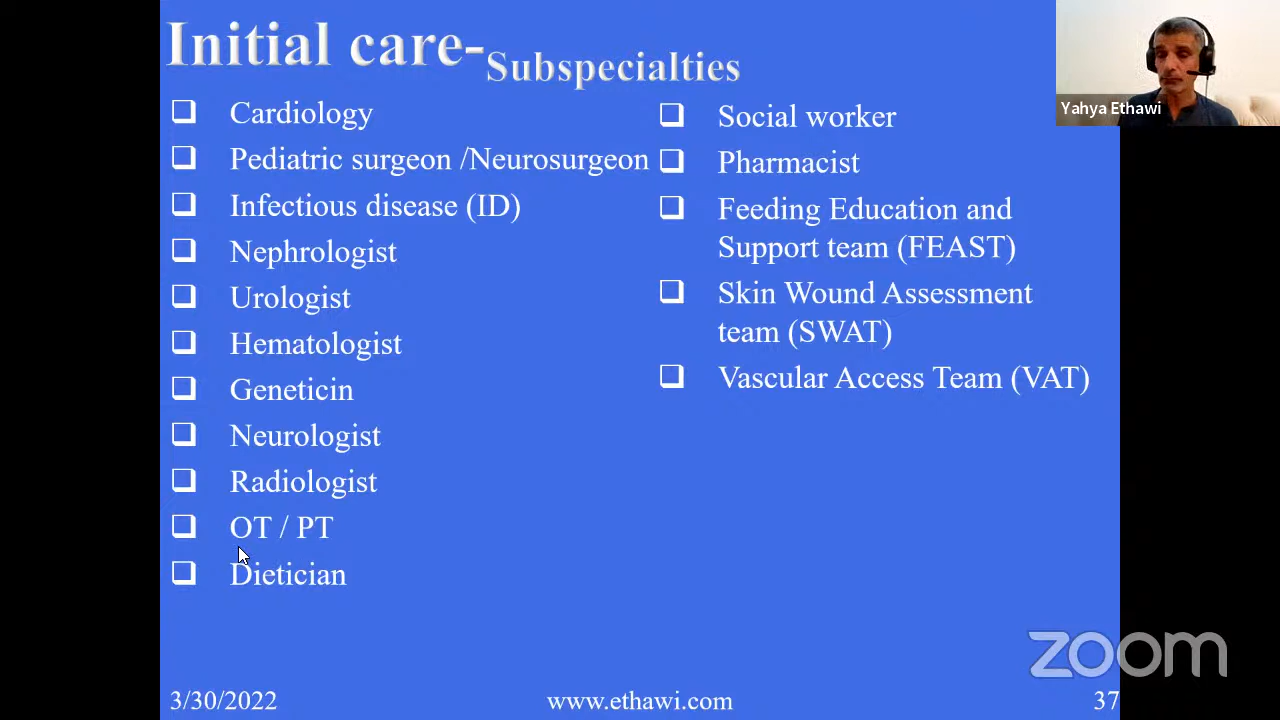 Initial care-Subspecialties
Cardiology
Pediatric surgeon /Neurosurgeon
Infectious disease (ID)
Nephrologist
Urologist
Hematologist
Geneticin
Neurologist
Radiologist
OT / PT
Dietician
Social worker
Pharmacist
Feeding Education and
Support team (FEAST)
Skin Wound Assessment
team (SWAT)
Vascular Access Team (VAT)
Yahya Ethawi
zoom
3/30/2022
www.ethawi.com
37